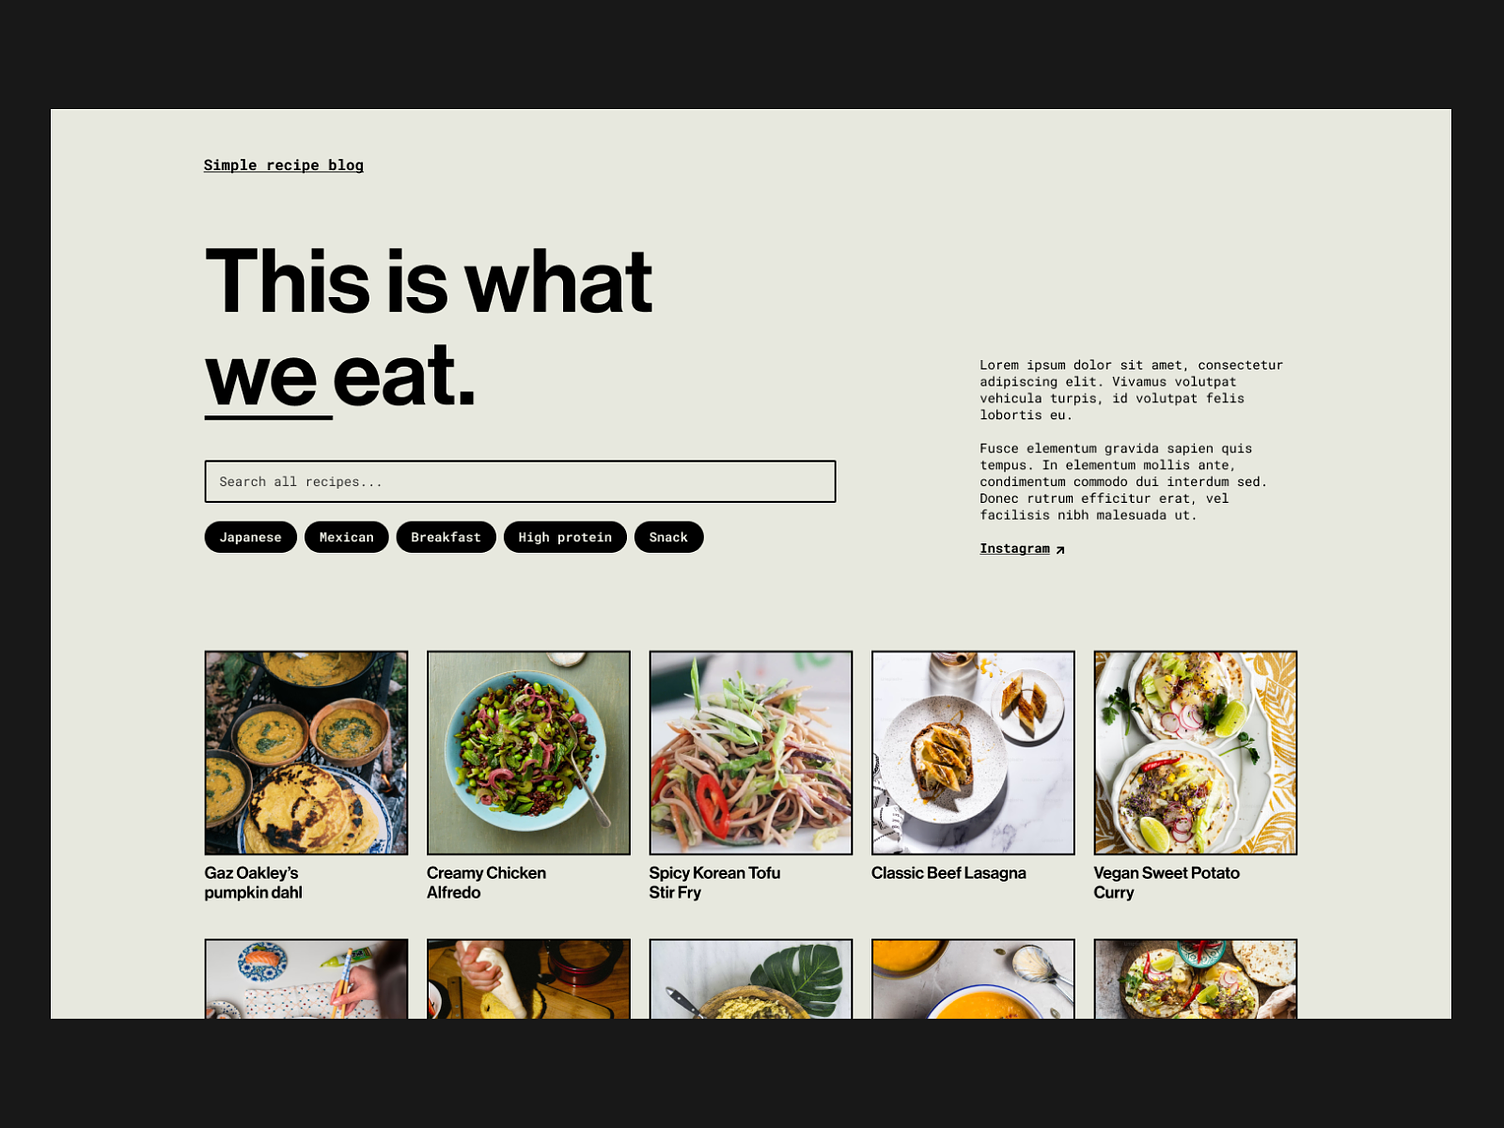 Simple recipe blog
This is what
we eat.
Search all recipes...
Japanese
Mexican
Breakfast
High protein
Snack
Lorem ipsum dolor sit amet, consectetur
adipiscing elit. Vivamus volutpat
vehicula turpis, id volutpat felis
lobortis eu.
Fusce elementum gravida sapien quis
tempus. In elementum mollis ante,
condimentum commodo dui interdum sed.
Donec rutrum efficitur erat, vel
facilisis nibh malesuada ut.
Instagram
Gaz Oakley’s
pumpkin dahl
Creamy Chicken
Alfredo
Spicy Korean Tofu
Stir Fry
Classic Beef Lasagna
Vegan Sweet Potato
Curry